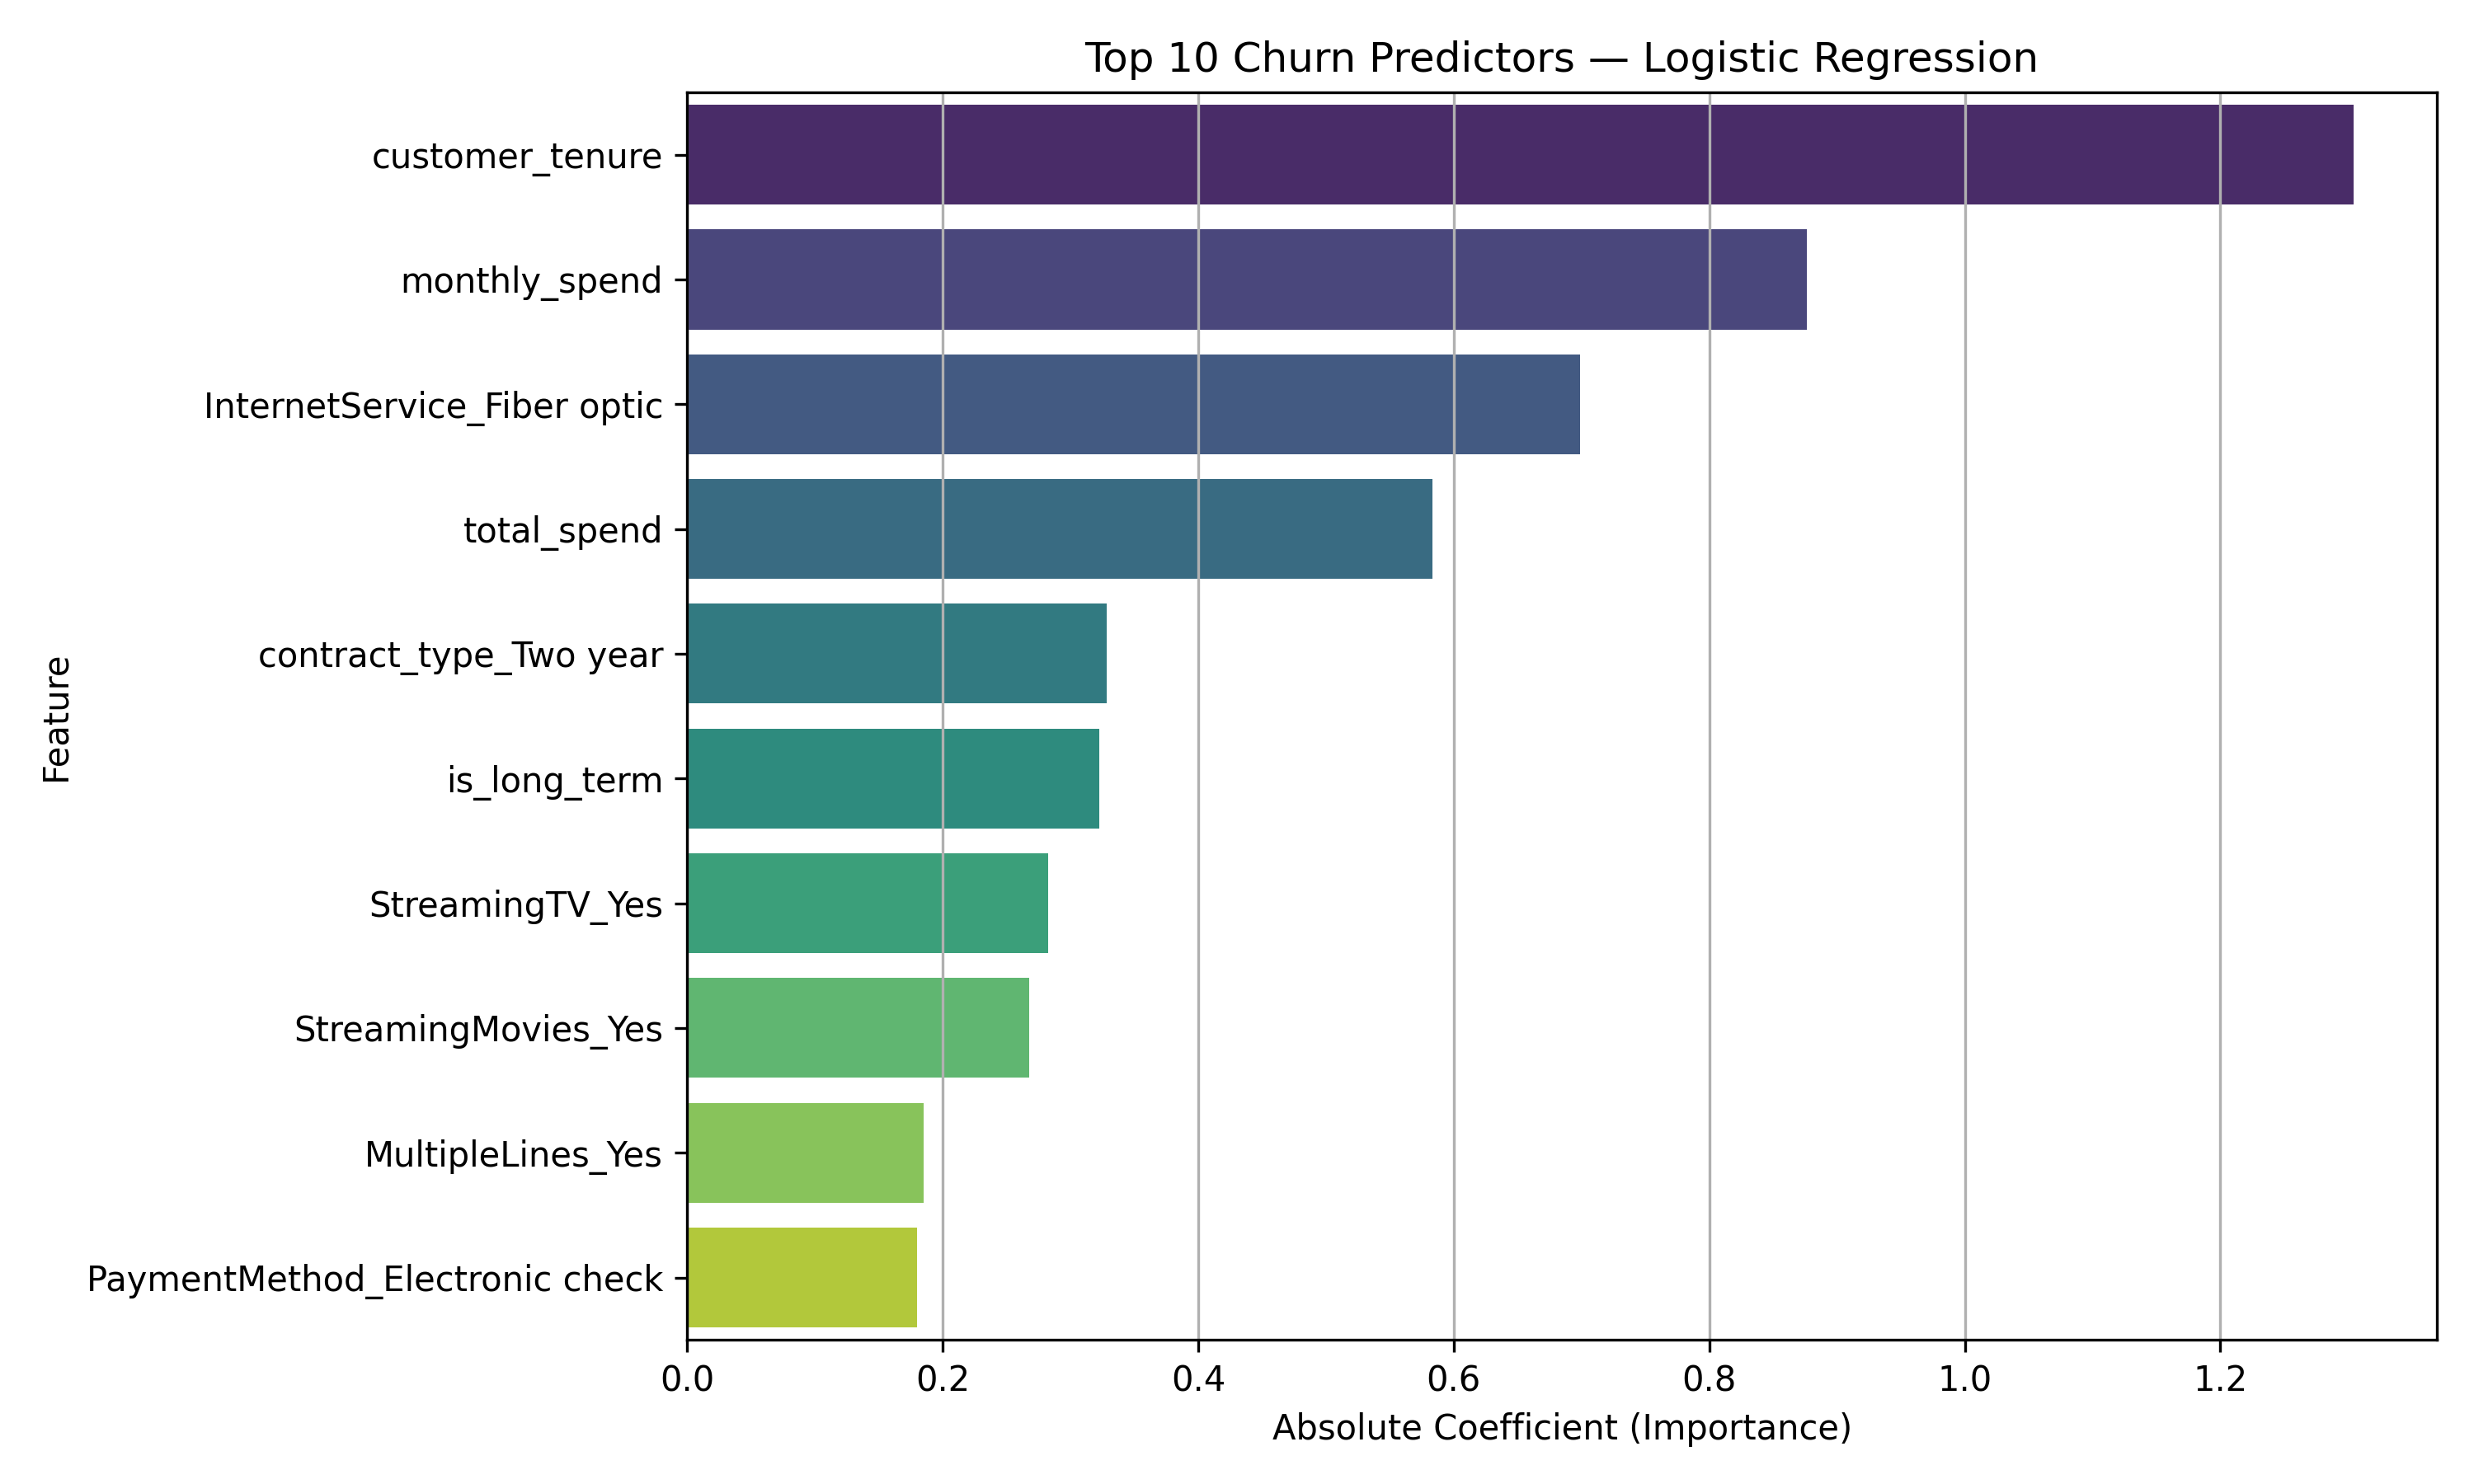 Top 10 Churn Predictors — Logistic Regression
Feature
customer_tenure
monthly_spend
InternetService_Fiber optic
total_spend
contract_type_Two year
is_long_term
StreamingTV_Yes
StreamingMovies_Yes
MultipleLines_Yes
PaymentMethod_Electronic check
0.0 0.2 0.4 0.6 0.8 1.0 1.2
Absolute Coefficient (Importance)